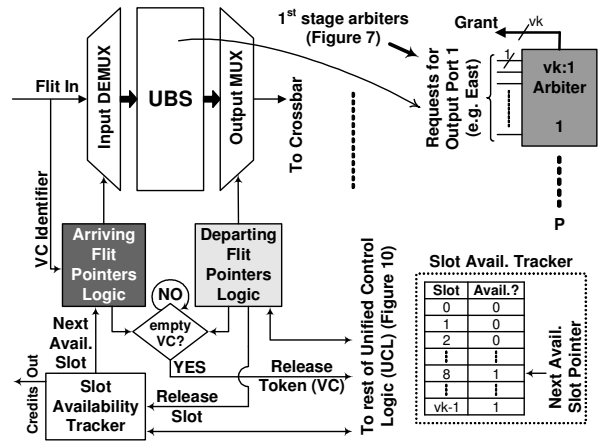 Flit In
VC Identifier
Input DEMUX
UBS
Output MUX
To Crossbar
1st stage arbiters
(Figure 7)
Requests for
Output Port 1
(e.g. East)
Grant
vk
1
vk:1
Arbiter
1
P
Arriving
Flit
Pointers
Logic
Departing
Flit
Pointers
Logic
NO
empty
VC?
YES
Next
Avail.
Slot
Release
Token (VC)
Release
Slot
Credits Out
Slot
Availability
Tracker
To rest of Unified Control
Logic (UCL) (Figure 10)
Slot Avail. Tracker
Slot Avail.?
0 0
1 0
2 0
8 1
vk-1 1
Next Avail.
Slot Pointer